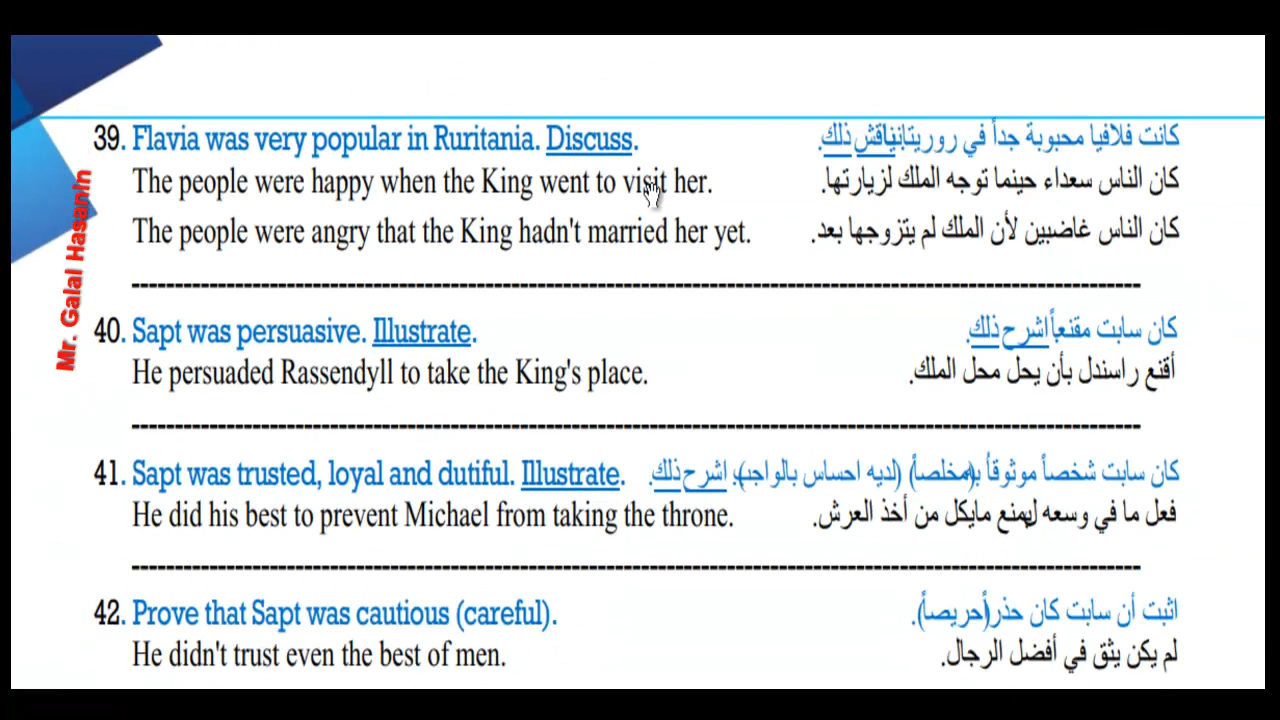 39. Flavia was very popular in Ruritania. Discuss. كانت فلافيا محبوبة جداً في روريتانيا ناقش ذلك.
The people were happy when the King went to visit her. كان الناس سعداء حينما توجه الملك لزيارتها.
The people were angry that the King hadn't married her yet. كان الناس غاضبين لأن الملك لم يتزوجها بعد.
40. Sapt was persuasive. Illustrate. كان سابت مقنعاً اشرح ذلك.
He persuaded Rassendyll to take the King's place. أقنع راسندل بأن يحل محل الملك.
41. Sapt was trusted, loyal and dutiful. Illustrate. كان سابت شخصاً موثوقاً به (مخلصاً) (لديه احساس بالواجب). اشرح ذلك.
He did his best to prevent Michael from taking the throne. فعل ما في وسعه ليمنع مايكل من أخذ العرش.
42. Prove that Sapt was cautious (careful). اثبت أن سابت كان حذراً (حريصاً).
He didn't trust even the best of men. لم يكن يثق في أفضل الرجال.
Mr. Galal Hasanin